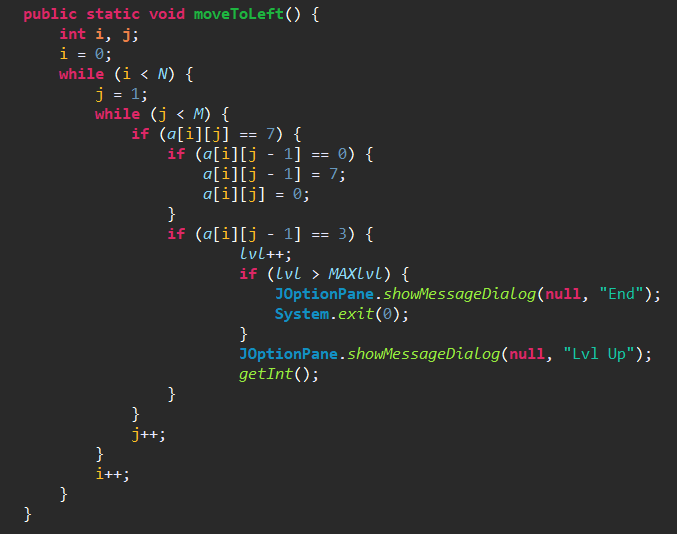 public static void moveToLeft() {
    int i, j;
    i = 0;
    while (i < N) {
        j = 1;
        while (j < M) {
            if (a[i][j] == 7) {
                if (a[i][j - 1] == 0) {
                    a[i][j - 1] = 7;
                    a[i][j] = 0;
                }
                if (a[i][j - 1] == 3) {
                        lvl++;
                        if (lvl > MAXlvl) {
                            JOptionPane.showMessageDialog(null, "End");
                            System.exit(0);
                        }
                        JOptionPane.showMessageDialog(null, "Lvl Up");
                        getInt();
                }
            }
            j++;
        }
        i++;
    }
}